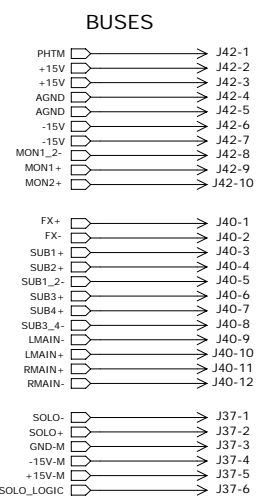 BUSES
PHTM J42-1
+15V J42-2
+15V J42-3
AGND J42-4
AGND J42-5
-15V J42-6
-15V J42-7
MON1_2- J42-8
MON1+ J42-9
MON2+ J42-10
FX+ J40-1
FX- J40-2
SUB1+ J40-3
SUB2+ J40-4
SUB1_2- J40-5
SUB3+ J40-6
SUB4+ J40-7
SUB3_4- J40-8
LMAIN- J40-9
LMAIN+ J40-10
RMAIN+ J40-11
RMAIN- J40-12
SOLO- J37-1
SOLO+ J37-2
GND-M J37-3
-15V-M J37-4
+15V-M J37-5
SOLO_LOGIC J37-6